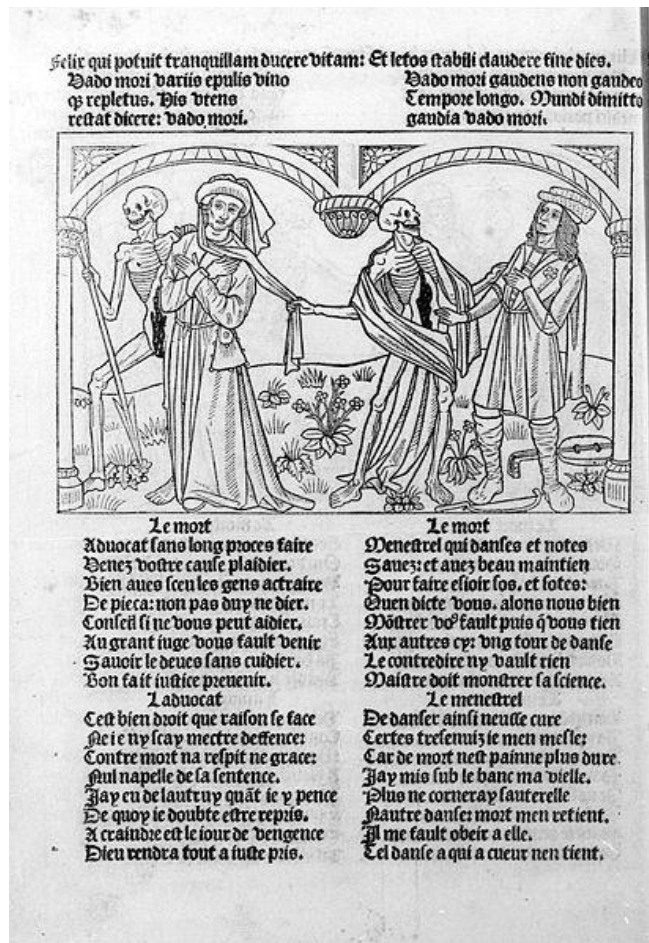 Felix qui potuit tranquillam ducere vitam: Et letos stabili claudere fine dies.
Vado mori variis epulis vino
qʒ repletus. His vtens
restat dicere: vado mori.
Vado mori gaudens non gaudeo
Tempore longo. Mundi dimitto
gaudia vado mori.
Le mort
Aduocat sans long proces faire
Venez vostre cause plaidier.
Bien aues sceu les gens actraire
De pieca: non pas duy ne dier.
Conseil si ne vous peut aidier.
Au grant iuge vous fault venir
Sauoir le deues sans cuidier.
Bon fait iustice preuenir.
Laduocat
Cest bien droit que raison se face
Ne ie ny scay mectre deffence:
Contre mort na respit ne grace:
Nul napelle de sa sentence.
Jay eu de lautruy quãt ie y pence
De quoy ie doubte estre repris.
A craindre est le iour de vengence
Dieu rendra tout a iuste pris.
Le mort
Menestrel qui danses et notes
Sauez: et auez beau maintien
Pour faire esioir sos. et sotes:
Quen dicte vous. alons nous bien
Mõstrer voꝰ fault puis q̃ vous tien
Aux autres cy: vng tour de danse
Le contredire ny vault rien
Maistre doit monstrer sa science.
Le menestrel
De danser ainsi neusse cure
Certes tresenuiz ie men mesle:
Car de mort nest painne plus dure.
Jay mis sub le banc ma vielle.
Plus ne corneray sauterelle
Nautre danse: mort men retient.
Il me fault obeir a elle.
Tel danse a qui a cueur nen tient.